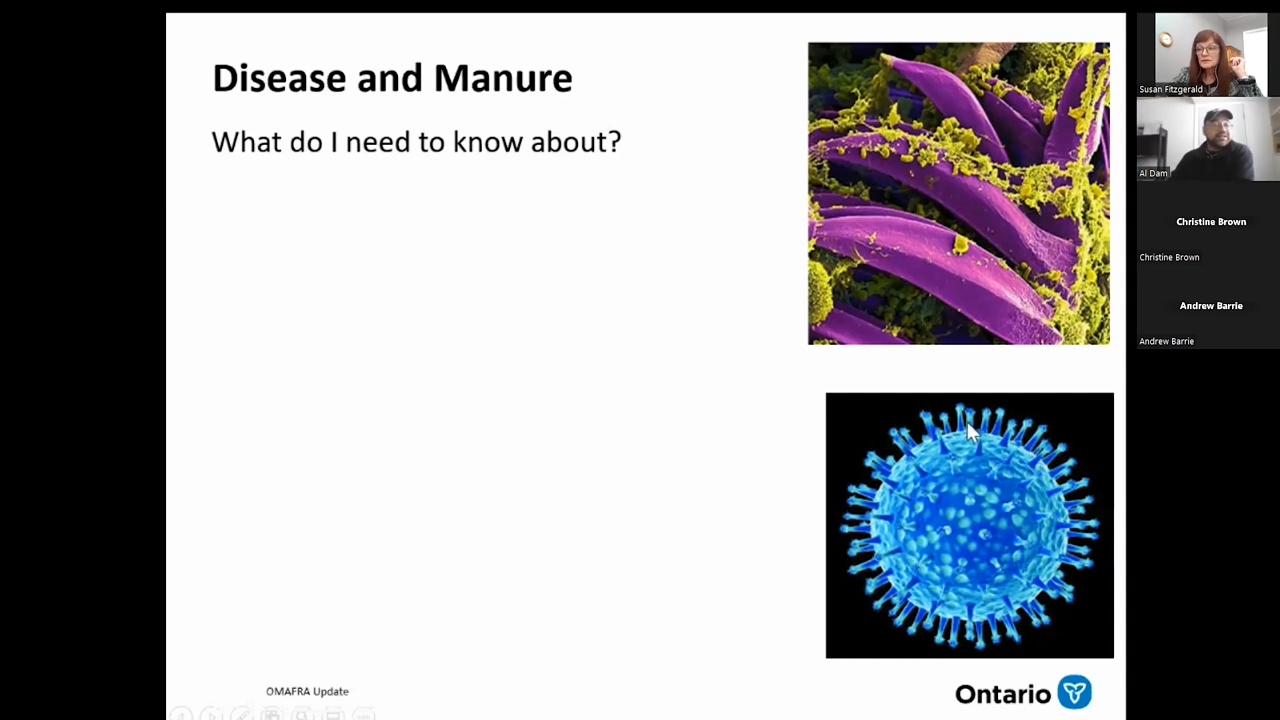 Disease and Manure
What do I need to know about?
OMAFRA Update
Ontario
Susan Fitzgerald
Al Dam
Christine Brown
Christine Brown
Andrew Barrie
Andrew Barrie